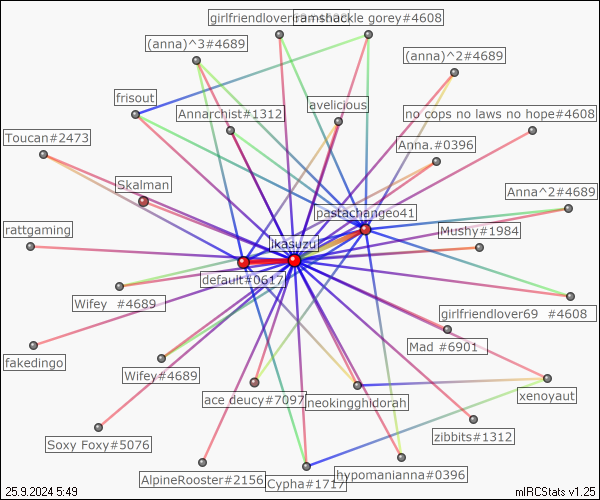 girlfriendlover
ramshackle gorey#4608
(anna)^3#4689
(anna)^2#4689
frisout
Annarchist#1312
avelicious
no cops no laws no hope#4608
Toucan#2473
Anna.#0396
Skalman
Anna^2#4689
pastachangeo41
rattgaming
ikasuzu
Mushy#1984
default#0617
Wifey #4689
girlfriendlover69 #4608
Mad #6901
fakedingo
Wifey#4689
ace deucy#7097
neokingghidorah
xenoyaut
Soxy Foxy#5076
zibbits#1312
AlpineRooster#2156
Cypha#1717
hypomanianna#0396
25.9.2024 5:49
mIRCStats v1.25